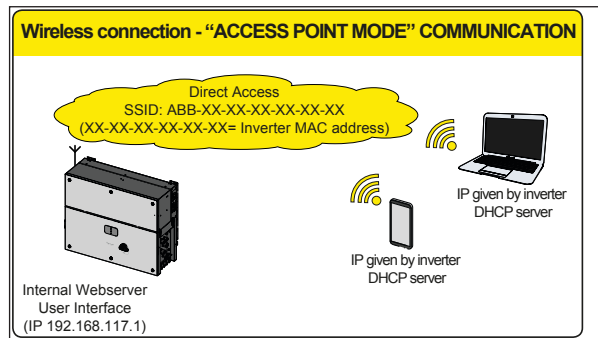 Wireless connection - “ACCESS POINT MODE” COMMUNICATION
Direct Access
SSID: ABB-XX-XX-XX-XX-XX-XX
(XX-XX-XX-XX-XX-XX= Inverter MAC address)
IP given by inverter
DHCP server
IP given by inverter
DHCP server
Internal Webserver
User Interface
(IP 192.168.117.1)